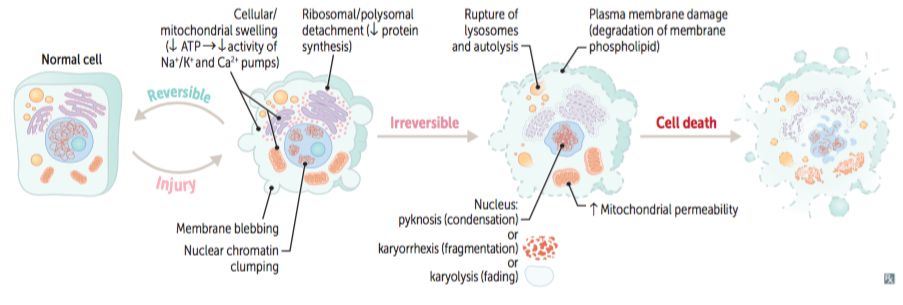 Normal cell
Reversible
Injury
Cellular/
mitochondrial swelling
(↓ ATP→↓activity of
Na⁺/K⁺ and Ca²⁺ pumps)
Ribosomal/polysomal
detachment (↓ protein
synthesis)
Membrane blebbing
Nuclear chromatin
clumping
Irreversible
Rupture of
lysosomes
and autolysis
Plasma membrane damage
(degradation of membrane
phospholipid)
Nucleus:
pyknosis (condensation)
or
karyorrhexis (fragmentation)
or
karyolysis (fading)
↑ Mitochondrial permeability
Cell death